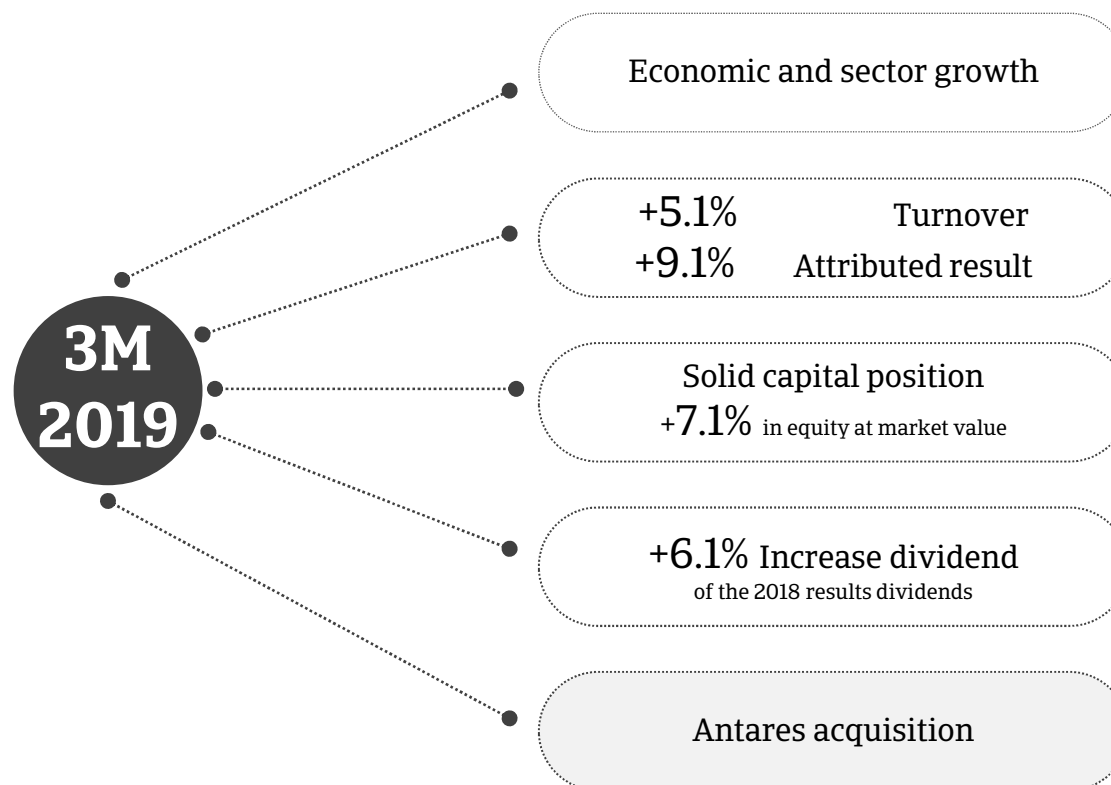 Economic and sector growth
+5.1% Turnover
+9.1% Attributed result
3M
2019
Solid capital position
+7.1% in equity at market value
+6.1% Increase dividend
of the 2018 results dividends
Antares acquisition